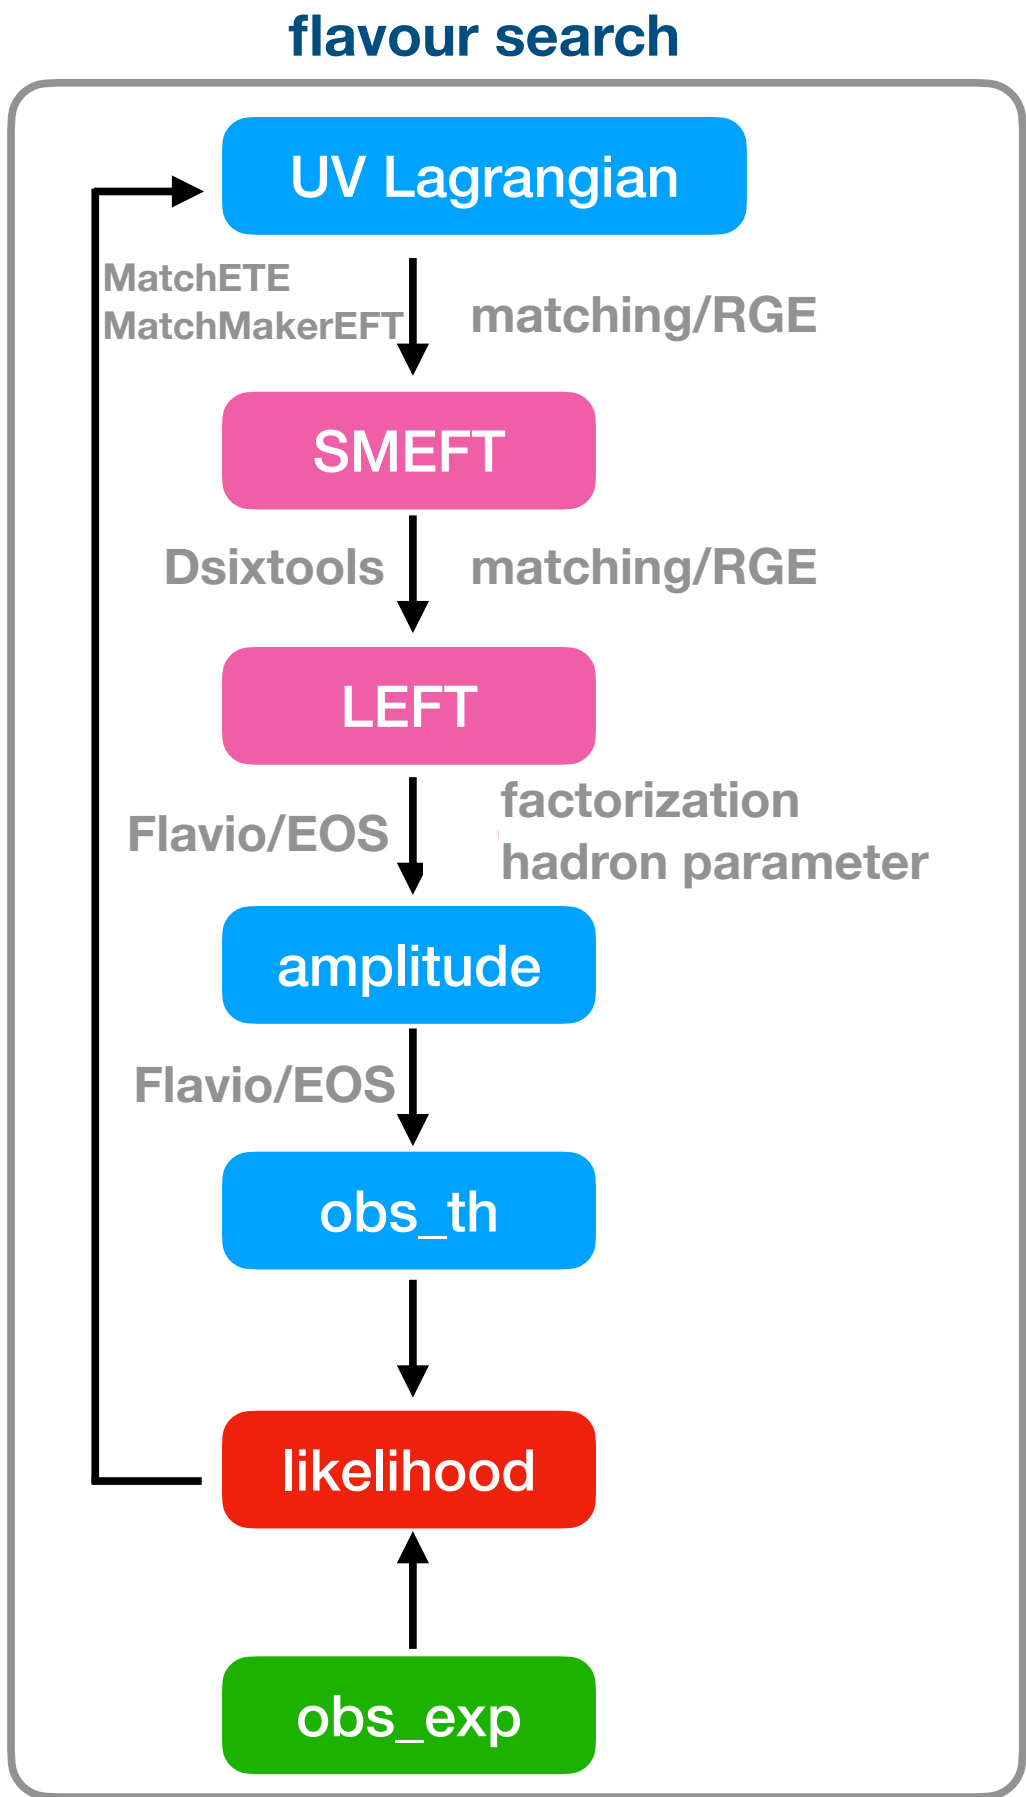 flavour search
UV Lagrangian
MatchETE
MatchMakerEFT
matching/RGE
SMEFT
Dsixtools
matching/RGE
LEFT
Flavio/EOS
factorization
hadron parameter
amplitude
Flavio/EOS
obs_th
likelihood
obs_exp